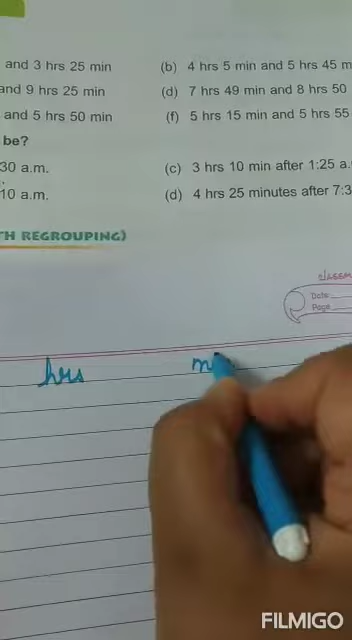 and 3 hrs 25 min (b) 4 hrs 5 min and 5 hrs 45
and 9 hrs 25 min (d) 7 hrs 49 min and 8 hrs 50
and 5 hrs 50 min (f) 5 hrs 15 min and 5 hrs 55
be?
30 a.m. (c) 3 hrs 10 min after 1:25 a.
10 a.m. (d) 4 hrs 25 minutes after 7:3
TH REGROUPING)
Date
Page
hrs
FILMIGO